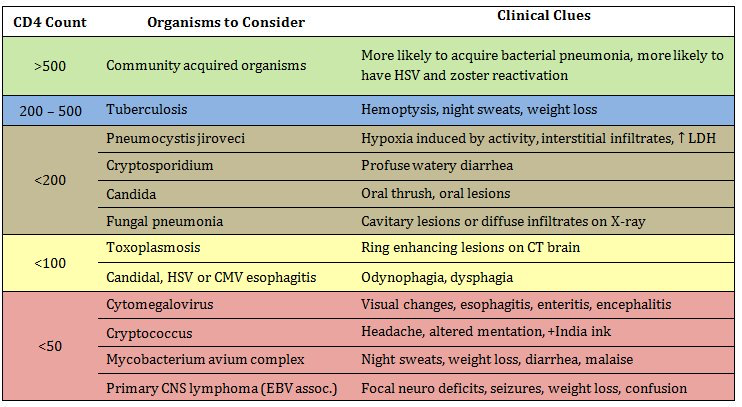 CD4 Count Organisms to Consider Clinical Clues
>500 Community acquired organisms More likely to acquire bacterial pneumonia, more likely to
have HSV and zoster reactivation
200 – 500 Tuberculosis Hemoptysis, night sweats, weight loss
<200 Pneumocystis jiroveci Hypoxia induced by activity, interstitial infiltrates, ↑ LDH
Cryptosporidium Profuse watery diarrhea
Candida Oral thrush, oral lesions
Fungal pneumonia Cavitary lesions or diffuse infiltrates on X-ray
<100 Toxoplasmosis Ring enhancing lesions on CT brain
Candidal, HSV or CMV esophagitis Odynophagia, dysphagia
<50 Cytomegalovirus Visual changes, esophagitis, enteritis, encephalitis
Cryptococcus Headache, altered mentation, +India ink
Mycobacterium avium complex Night sweats, weight loss, diarrhea, malaise
Primary CNS lymphoma (EBV assoc.) Focal neuro deficits, seizures, weight loss, confusion